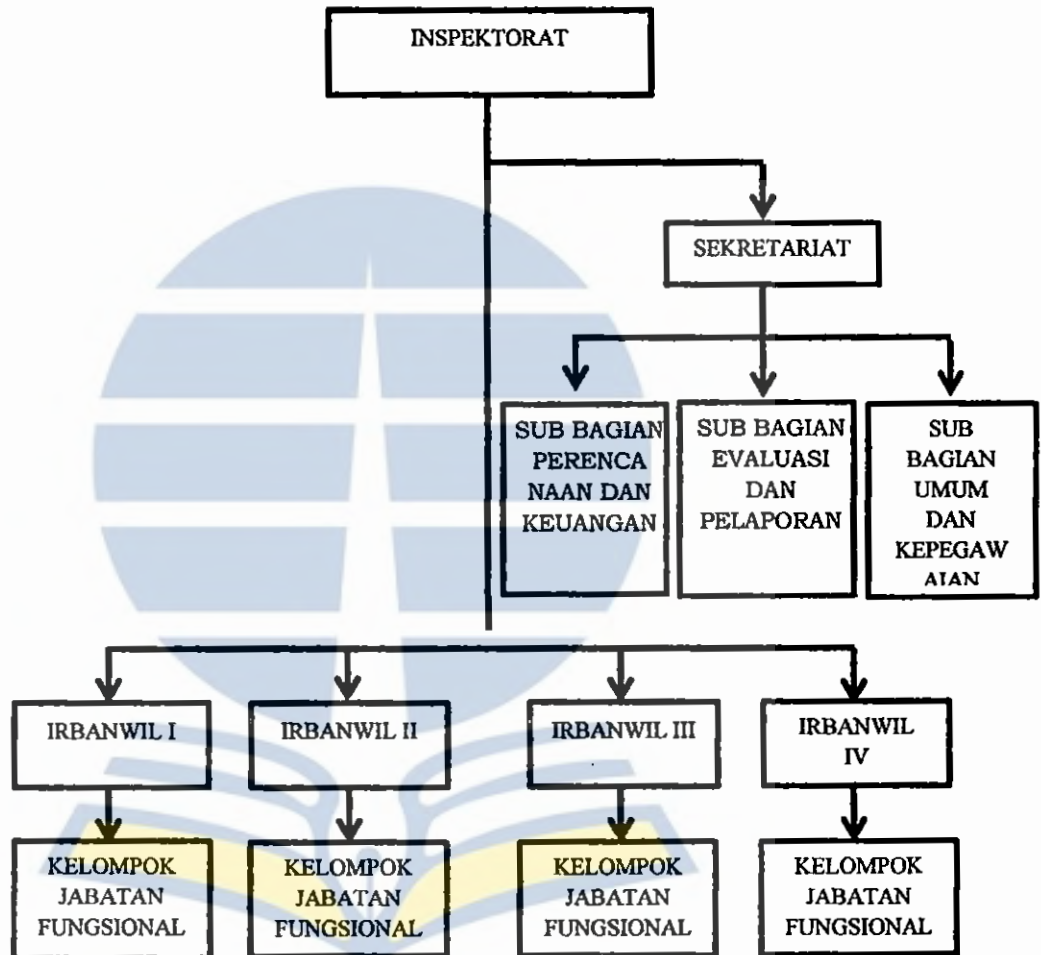 INSPEKTORAT
SEKRETARIAT
SUB BAGIAN
PERENCA
NAAN DAN
KEUANGAN
SUB BAGIAN
EVALUASI
DAN
PELAPORAN
SUB
BAGIAN
UMUM
DAN
KEPEGAW
AIAN
IRBANWIL I
IRBANWIL II
IRBANWIL III
IRBANWIL
IV
KELOMPOK
JABATAN
FUNGSIONAL
KELOMPOK
JABATAN
FUNGSIONAL
KELOMPOK
JABATAN
FUNGSIONAL
KELOMPOK
JABATAN
FUNGSIONAL